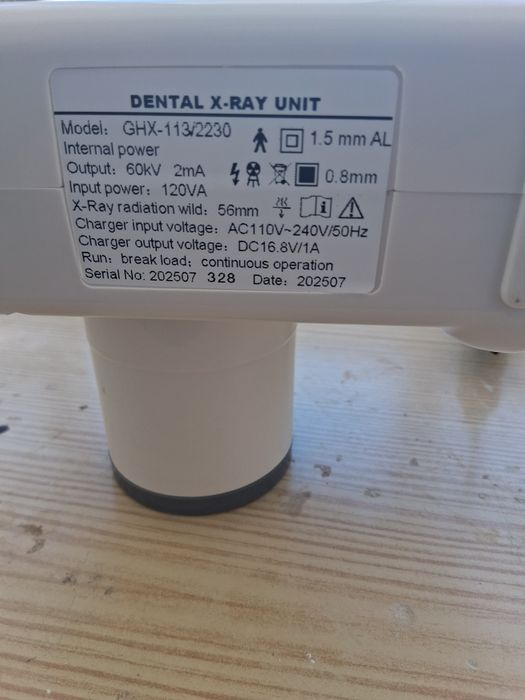 DENTAL X-RAY UNIT
Model: GHX-113/2230
1.5 mm AL
Internal power
Output: 60kV 2mA
0.8mm
Input power: 120VA
X-Ray radiation wild: 56mm
Charger input voltage: AC110V~240V/50Hz
Charger output voltage: DC16.8V/1A
Run: break load; continuous operation
Serial No: 202507 328 Date: 202507